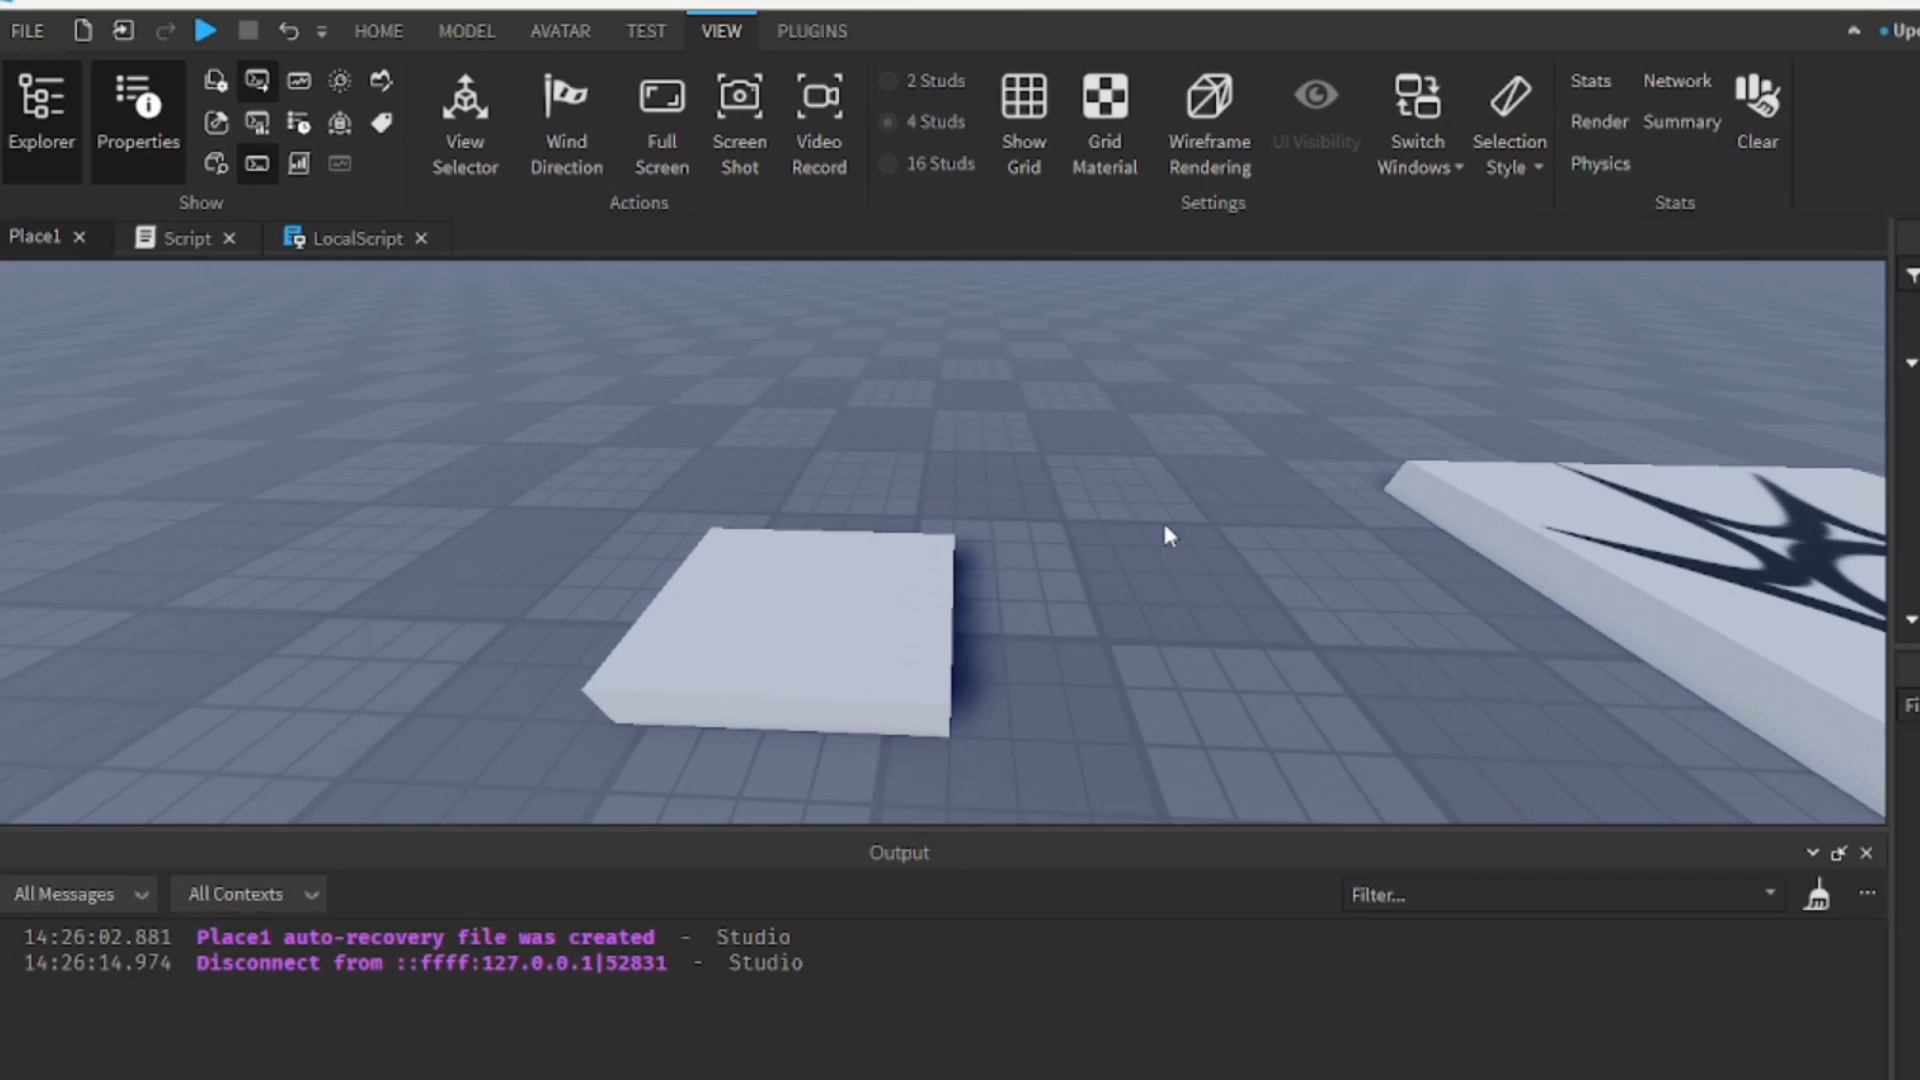 FILE HOME MODEL AVATAR TEST VIEW PLUGINS
Explorer
Properties
Show
View
Selector
Wind
Direction
Full
Screen
Screen
Shot
Video
Record
Actions
2 Studs
4 Studs
16 Studs
Show
Grid
Grid
Material
Wireframe
Rendering
UI Visibility
Switch
Windows
Selection
Style
Settings
Stats Network
Render Summary
Physics
Clear
Stats
Place1 Script LocalScript
Output
All Messages All Contexts Filter...
14:26:02.881 Place1 auto-recovery file was created - Studio
14:26:14.974 Disconnect from ::ffff:127.0.0.1|52831 - Studio